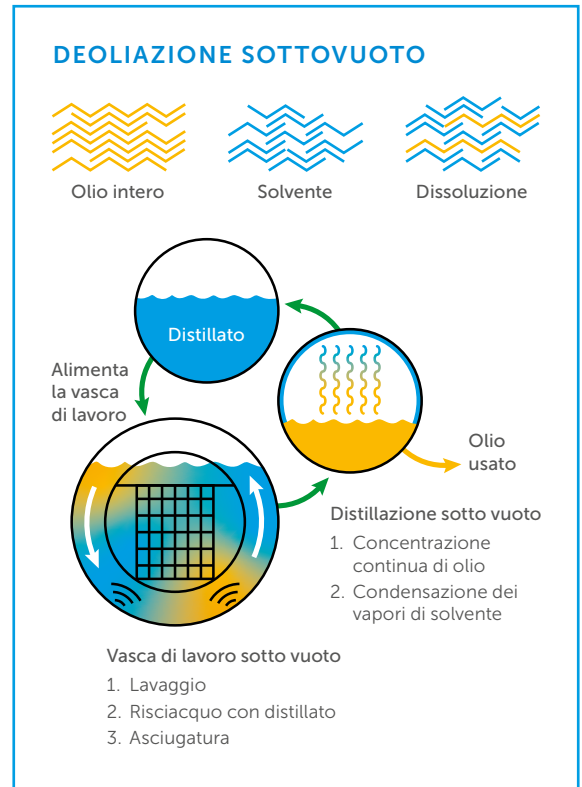 DEOLIAZIONE SOTTOVUOTO
Olio intero
Solvente
Dissoluzione
Distillato
Alimenta
la vasca
di lavoro
Olio
usato
Distillazione sotto vuoto
1. Concentrazione
continua di olio
2. Condensazione dei
vapori di solvente
Vasca di lavoro sotto vuoto
1. Lavaggio
2. Risciacquo con distillato
3. Asciugatura